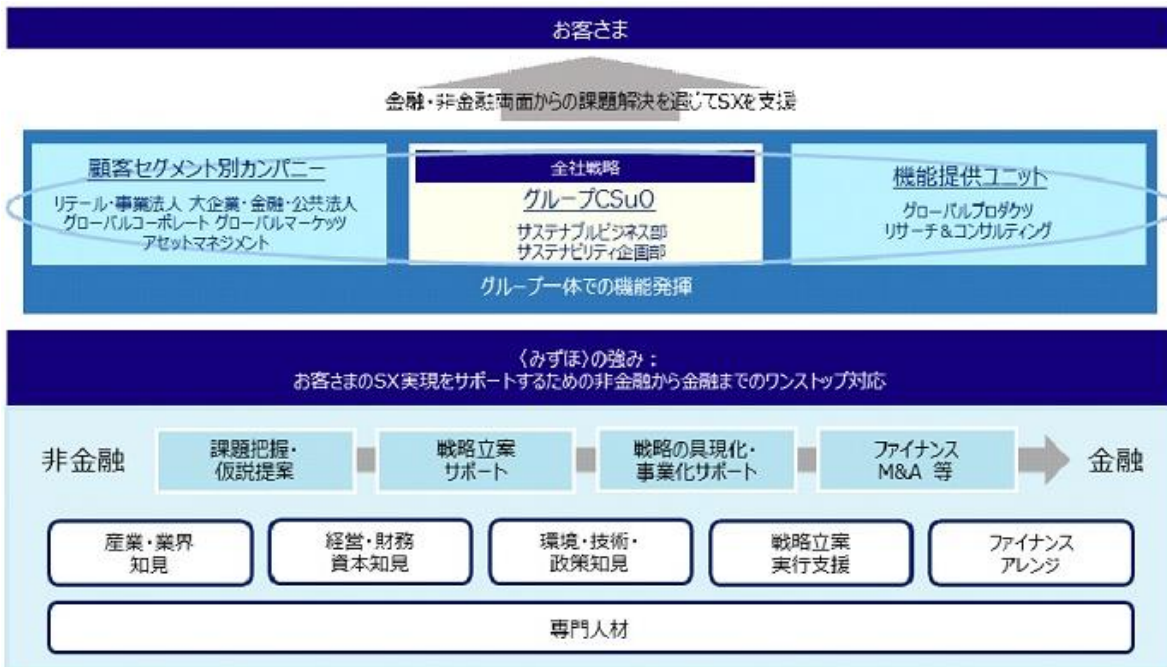 お客さま
金融・非金融両面からの課題解決を通じてSXを支援
顧客セグメント別カンパニー
リテール・事業法人 大企業・金融・公共法人
グローバルコーポレート グローバルマーケッツ
アセットマネジメント
全社戦略
グループCSuO
サステナブルビジネス部
サステナビリティ企画部
機能提供ユニット
グローバルプロダクツ
リサーチ&コンサルティング
グループ一体での機能発揮
〈みずほ〉の強み：
お客さまのSX実現をサポートするための非金融から金融までのワンストップ対応
非金融
課題把握・
仮説提案
戦略立案
サポート
戦略の具現化・
事業化サポート
ファイナンス
M&A 等
金融
産業・業界
知見
経営・財務
資本知見
環境・技術・
政策知見
戦略立案
実行支援
ファイナンス
アレンジ
専門人材